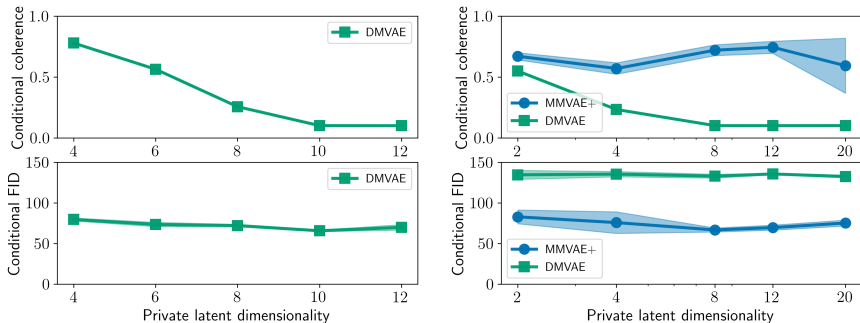 Conditional coherence
1.0
0.5
0.0
DMVAE
4 6 8 10 12
Conditional coherence
1.0
0.5
0.0
MMVAE+
DMVAE
2 4 8 12 20
Conditional FID
150
100
50
0
DMVAE
4 6 8 10 12
Private latent dimensionality
Conditional FID
150
100
50
0
MMVAE+
DMVAE
2 4 8 12 20
Private latent dimensionality